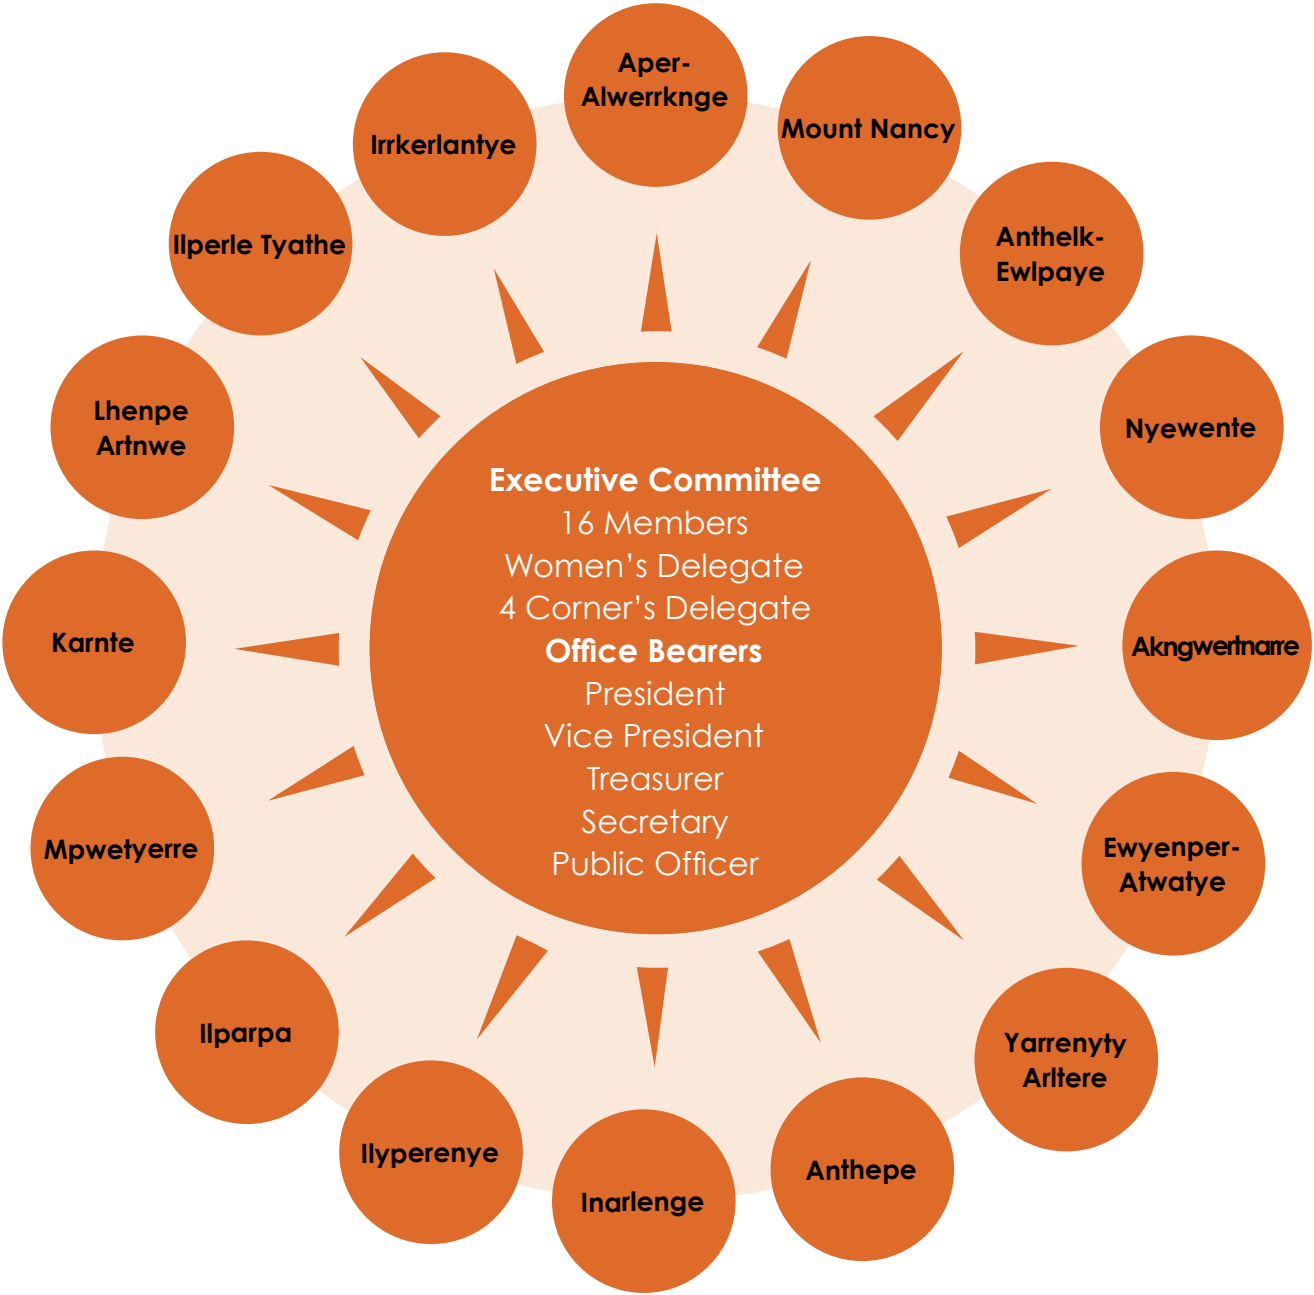 Aper-
Alwerrknge
Mount Nancy
Anthelk-
Ewlpaye
Nyewente
Akngwertnarre
Ewyenper-
Atwatye
Yarrenyty
Arltere
Anthepe
Inarlenge
Ilyperenye
Ilparpa
Mpwetyerre
Karnte
Lhenpe
Artnwe
Ilperle Tyathe
Irrkerlantye
Executive Committee
16 Members
Women’s Delegate
4 Corner’s Delegate
Office Bearers
President
Vice President
Treasurer
Secretary
Public Officer